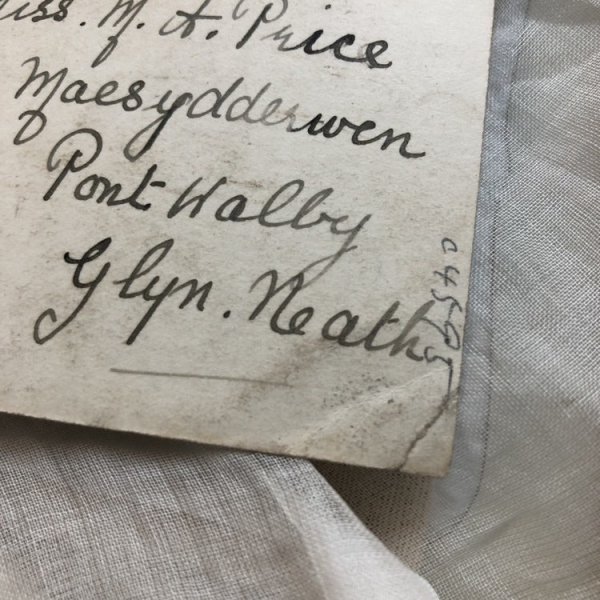 Miss. M. A. Price
Maesydderwen
Pont Walby
Glyn. Neath